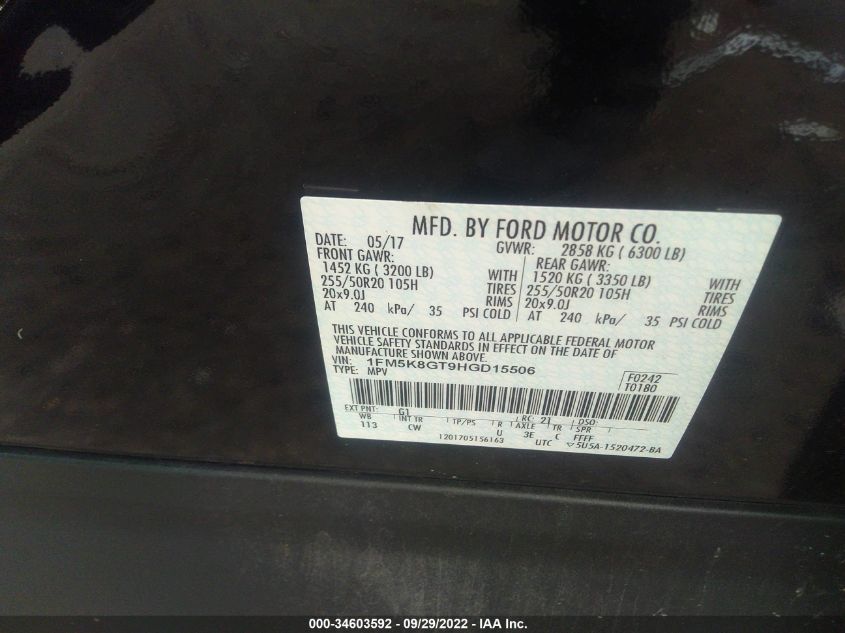 MFD. BY FORD MOTOR CO.
DATE: 05/17 GVWR: 2858 KG ( 6300 LB)
FRONT GAWR: REAR GAWR:
1452 KG ( 3200 LB) WITH 1520 KG ( 3350 LB) WITH
255/50R20 105H TIRES 255/50R20 105H TIRES
20x9.0J RIMS 20x9.0J RIMS
AT 240 kPa/ 35 PSI COLD AT 240 kPa/ 35 PSI COLD
THIS VEHICLE CONFORMS TO ALL APPLICABLE FEDERAL MOTOR
VEHICLE SAFETY STANDARDS IN EFFECT ON THE DATE OF
MANUFACTURE SHOWN ABOVE.
VIN: 1FM5K8GT9HGD15506
TYPE: MPV
F0242
T0180
EXT PNT: G1 RC: 21 DSO:
WB INT TR TP/PS R AXLE TR SPR
113 CW U 3E C FFFF
1201705156163 UTC 5U5A-1520472-BA
000-34603592 / 09/29/2022 - IAA Inc.